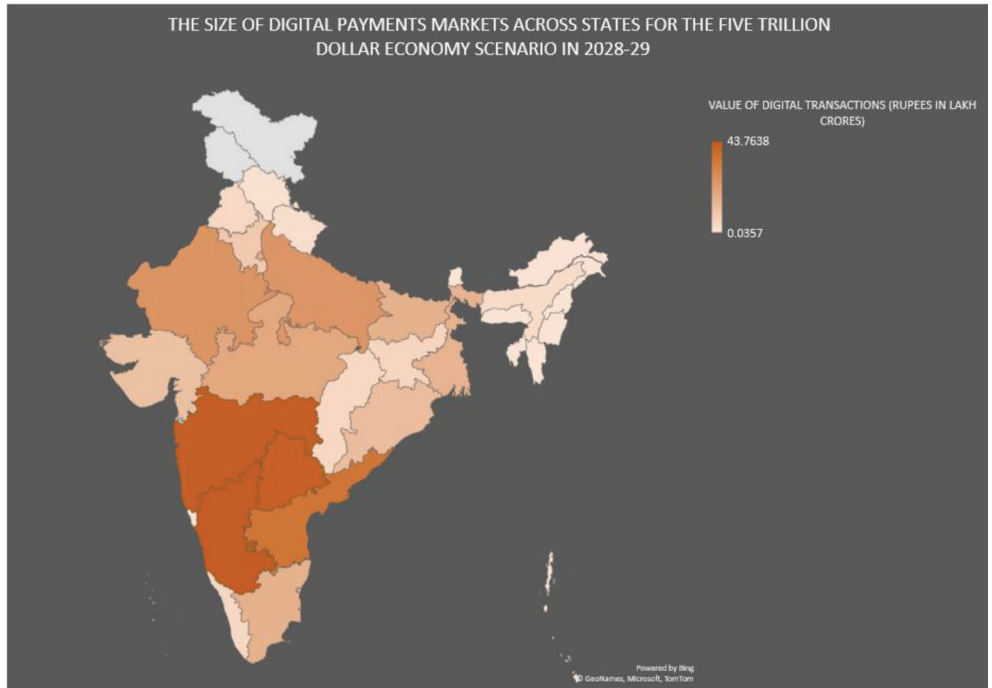 THE SIZE OF DIGITAL PAYMENTS MARKETS ACROSS STATES FOR THE FIVE TRILLION
DOLLAR ECONOMY SCENARIO IN 2028-29
VALUE OF DIGITAL TRANSACTIONS (RUPEES IN LAKH
CRORES)
43.7638
0.0357
Powered by Bing
© GeoNames, Microsoft, TomTom